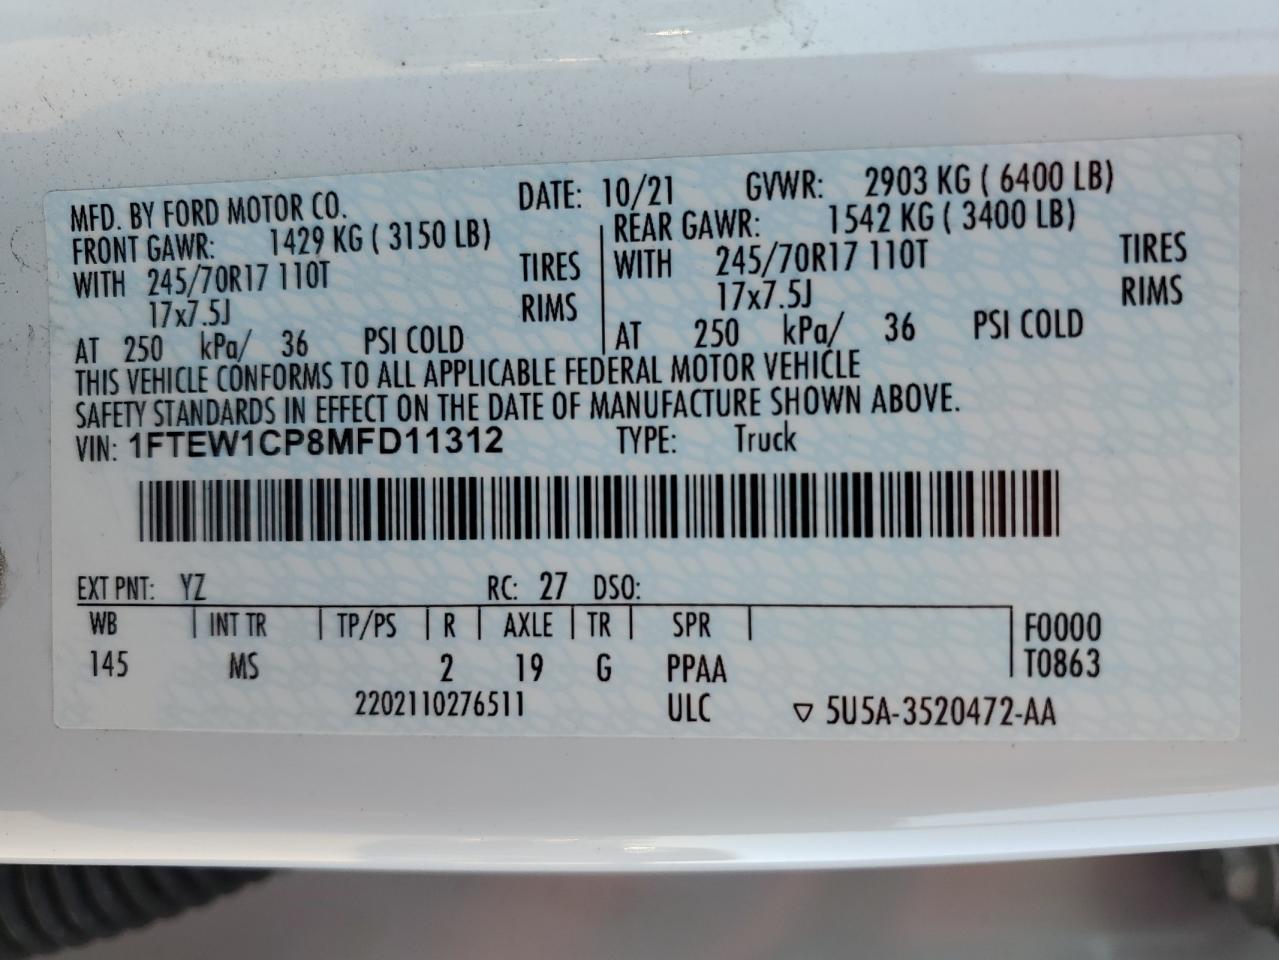 MFD. BY FORD MOTOR CO. DATE: 10/21 GVWR: 2903 KG ( 6400 LB)
FRONT GAWR: 1429 KG ( 3150 LB) REAR GAWR: 1542 KG ( 3400 LB)
WITH 245/70R17 110T TIRES WITH 245/70R17 110T TIRES
17x7.5J RIMS 17x7.5J RIMS
AT 250 kPa/ 36 PSI COLD AT 250 kPa/ 36 PSI COLD
THIS VEHICLE CONFORMS TO ALL APPLICABLE FEDERAL MOTOR VEHICLE
SAFETY STANDARDS IN EFFECT ON THE DATE OF MANUFACTURE SHOWN ABOVE.
VIN: 1FTEW1CP8MFD11312 TYPE: Truck
EXT PNT: YZ RC: 27 DSO:
WB INT TR TP/PS R AXLE TR SPR F0000
145 MS 2 19 G PPAA T0863
2202110276511 ULC ▽ 5U5A-3520472-AA